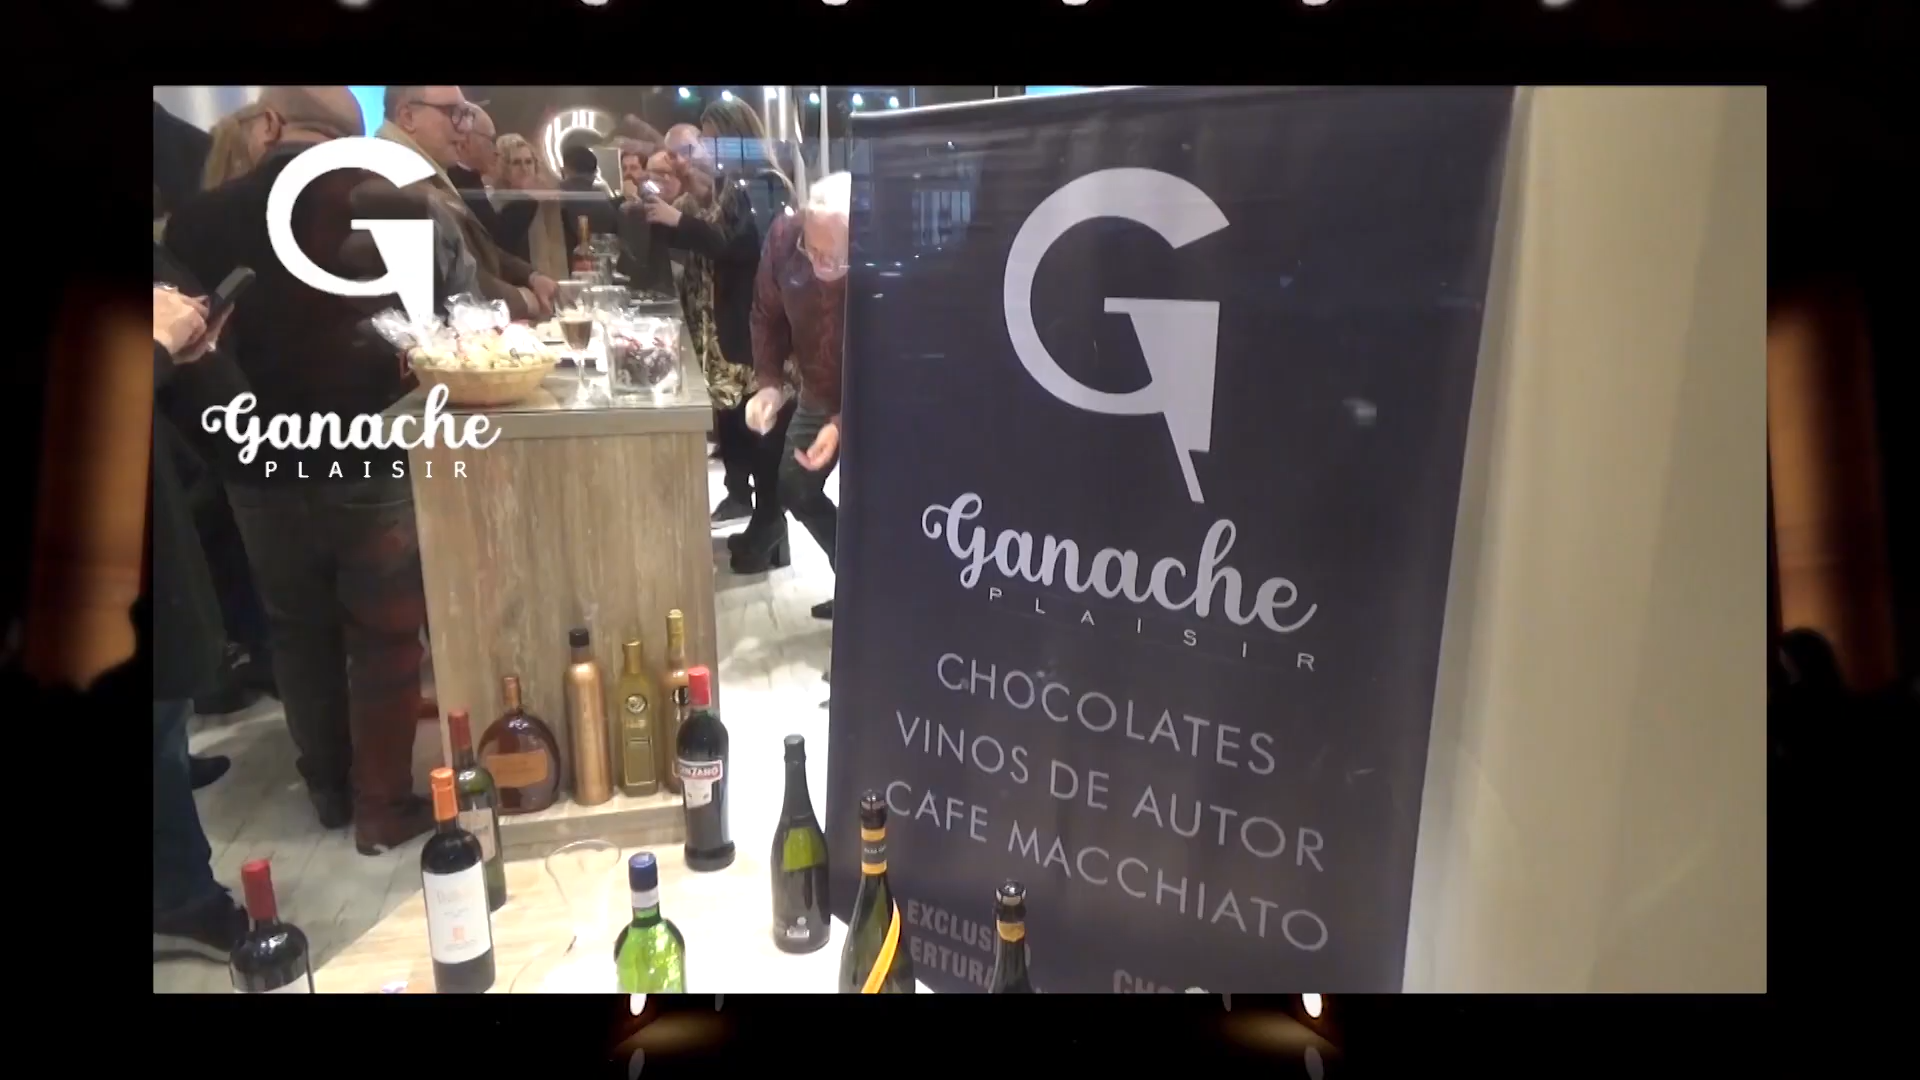 G
Ganache
PLAISIR
G
Ganache
PLAISIR
CHOCOLATES
VINOS DE AUTOR
CAFE MACCHIATO